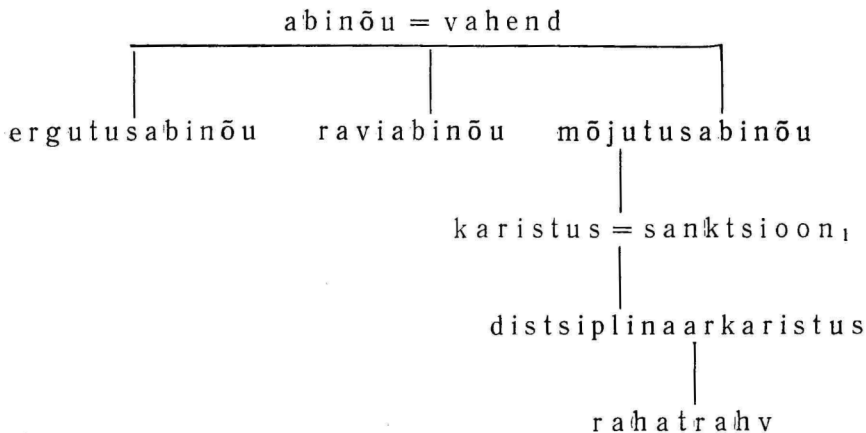 abinõu = vahend
ergutusabinõu raviabinõu mõjutusabinõu
karistus = sanktsioon₁
distsiplinaarkaristus
rahatrahv